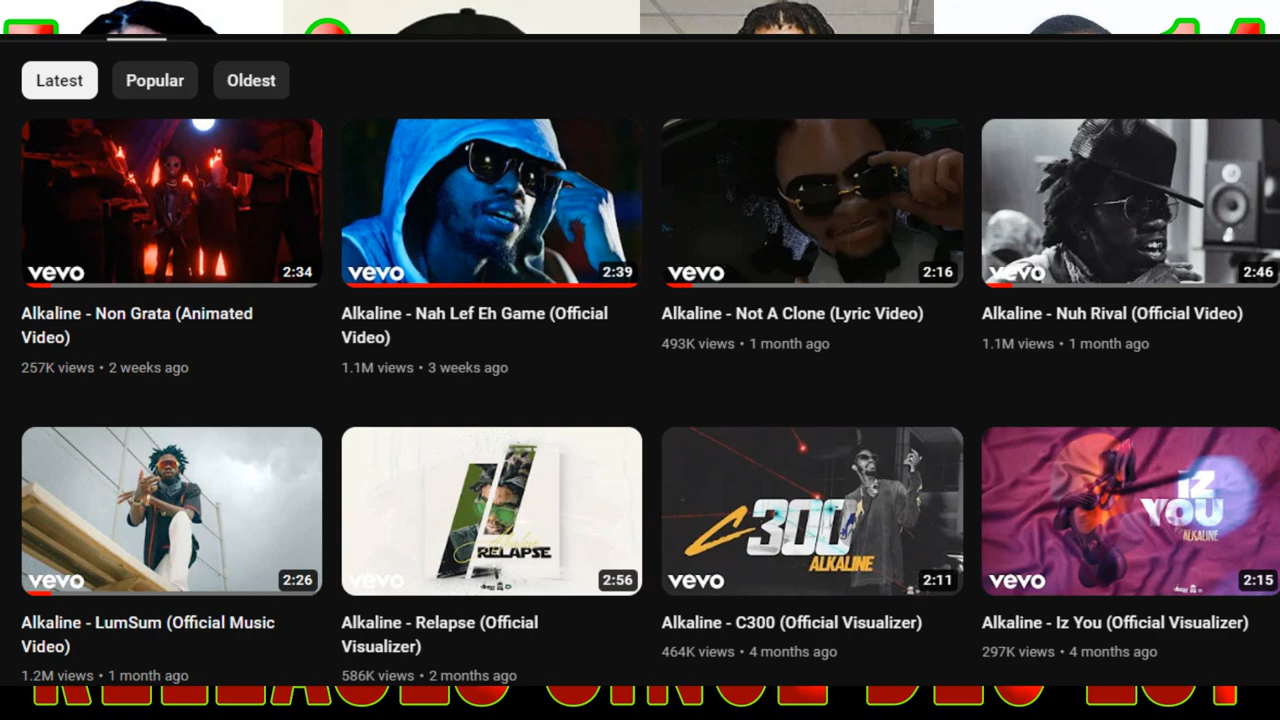 Latest Popular Oldest
vevo 2:34
vevo 2:39
vevo 2:16
vevo 2:46
Alkaline - Non Grata (Animated
Video)
257K views • 2 weeks ago
Alkaline - Nah Lef Eh Game (Official
Video)
1.1M views • 3 weeks ago
Alkaline - Not A Clone (Lyric Video)
493K views • 1 month ago
Alkaline - Nuh Rival (Official Video)
1.1M views • 1 month ago
vevo 2:26
Alkaline
RELAPSE
2:56
C300
ALKALINE
vevo 2:11
IZ
YOU
ALKALINE
vevo 2:15
Alkaline - LumSum (Official Music
Video)
1.2M views • 1 month ago
Alkaline - Relapse (Official
Visualizer)
586K views • 2 months ago
Alkaline - C300 (Official Visualizer)
464K views • 4 months ago
Alkaline - Iz You (Official Visualizer)
297K views • 4 months ago
RELEASES SINCE DEC 1ST